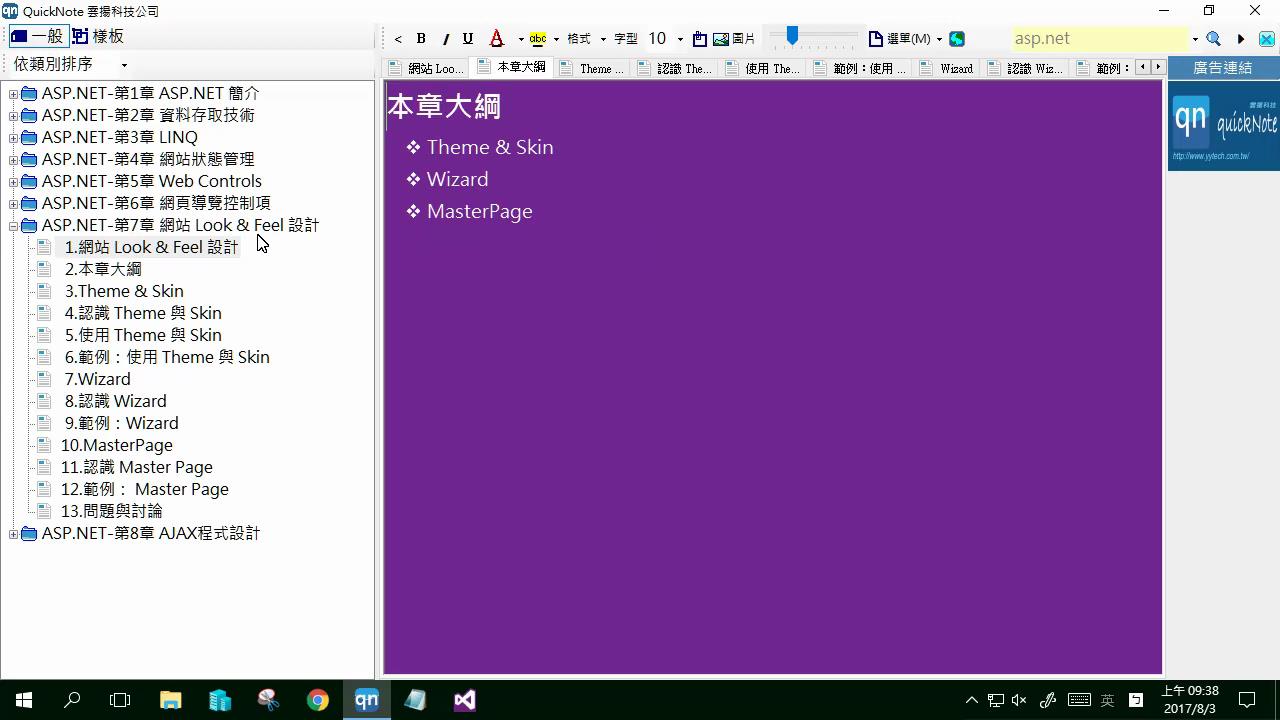 QuickNote 雲揚科技公司
一般 樣板
< B I U A abc 格式 字型 10 圖片 選單(M) asp.net
依類別排序
網站 Loo... 本章大綱 Theme ... 認識 The... 使用 The... 範例：使用 ... Wizard 認識 Wiz... 範例：
廣告連結
ASP.NET-第1章 ASP.NET 簡介
ASP.NET-第2章 資料存取技術
ASP.NET-第3章 LINQ
ASP.NET-第4章 網站狀態管理
ASP.NET-第5章 Web Controls
ASP.NET-第6章 網頁導覽控制項
ASP.NET-第7章 網站 Look & Feel 設計
1.網站 Look & Feel 設計
2.本章大綱
3.Theme & Skin
4.認識 Theme 與 Skin
5.使用 Theme 與 Skin
6.範例：使用 Theme 與 Skin
7.Wizard
8.認識 Wizard
9.範例：Wizard
10.MasterPage
11.認識 Master Page
12.範例： Master Page
13.問題與討論
ASP.NET-第8章 AJAX程式設計
本章大綱
❖ Theme & Skin
❖ Wizard
❖ MasterPage
雲揚科技
qn quickNote
http://www.yytech.com.tw/
qn
英
上午 09:38
2017/8/3